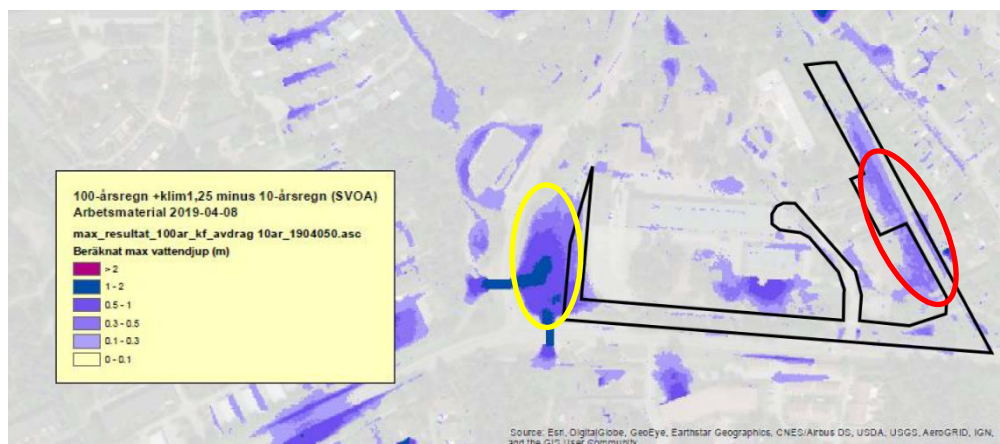 100-årsregn +klim1,25 minus 10-årsregn (SVOA)
Arbetsmaterial 2019-04-08
max_resultat_100ar_kf_avdrag 10ar_1904050.asc
Beräknat max vattendjup (m)
> 2
1 - 2
0.5 - 1
0.3 - 0.5
0.1 - 0.3
0 - 0.1
Source: Esri, DigitalGlobe, GeoEye, Earthstar Geographics, CNES/Airbus DS, USDA, USGS, AeroGRID, IGN,
and the GIS User Community